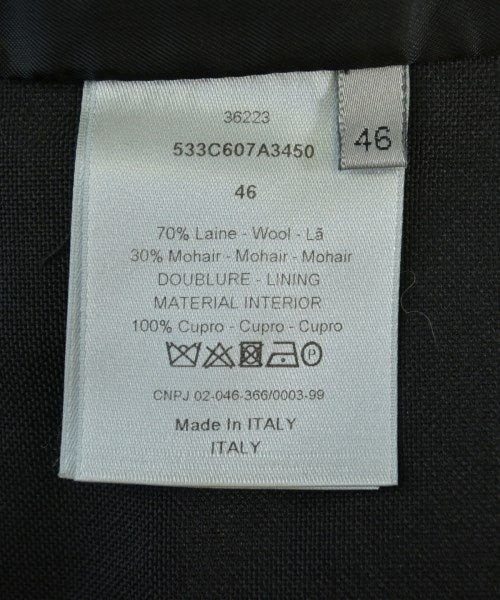 36223
533C607A3450
46
46
70% Laine - Wool - Lã
30% Mohair - Mohair - Mohair
DOUBLURE - LINING
MATERIAL INTERIOR
100% Cupro - Cupro - Cupro
P
CNPJ 02-046-366/0003-99
Made In ITALY
ITALY